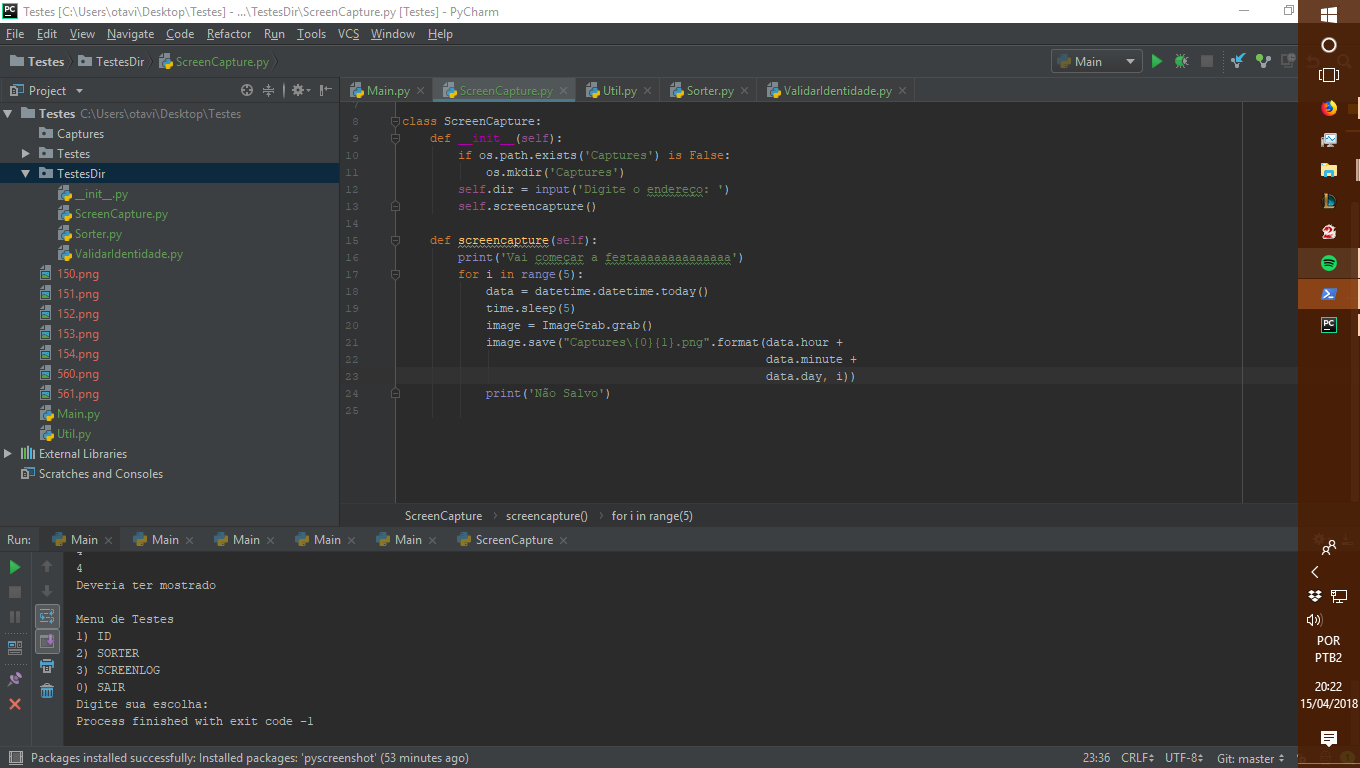 Testes [C:\Users\otavi\Desktop\Testes] - ...\TestesDir\ScreenCapture.py [Testes] - PyCharm
File Edit View Navigate Code Refactor Run Tools VCS Window Help
Testes TestesDir ScreenCapture.py Main
Project
Main.py ScreenCapture.py Util.py Sorter.py ValidarIdentidade.py
Testes C:\Users\otavi\Desktop\Testes
Captures
Testes
TestesDir
__init__.py
ScreenCapture.py
Sorter.py
ValidarIdentidade.py
150.png
151.png
152.png
153.png
154.png
560.png
561.png
Main.py
Util.py
External Libraries
Scratches and Consoles
7
8 class ScreenCapture:
9 def __init__(self):
10 if os.path.exists('Captures') is False:
11 os.mkdir('Captures')
12 self.dir = input('Digite o endereço: ')
13 self.screencapture()
14
15 def screencapture(self):
16 print('Vai começar a festaaaaaaaaaaaaaa')
17 for i in range(5):
18 data = datetime.datetime.today()
19 time.sleep(5)
20 image = ImageGrab.grab()
21 image.save("Captures\{0}{1}.png".format(data.hour +
22 data.minute +
23 data.day, i))
24 print('Não Salvo')
25
ScreenCapture screencapture() for i in range(5)
Run: Main Main Main Main Main ScreenCapture
4
4
Deveria ter mostrado
Menu de Testes
1) ID
2) SORTER
3) SCREENLOG
0) SAIR
Digite sua escolha:
Process finished with exit code -1
Packages installed successfully: Installed packages: 'pyscreenshot' (53 minutes ago) 23:36 CRLF UTF-8 Git: master
PC
POR
PTB2
20:22
15/04/2018